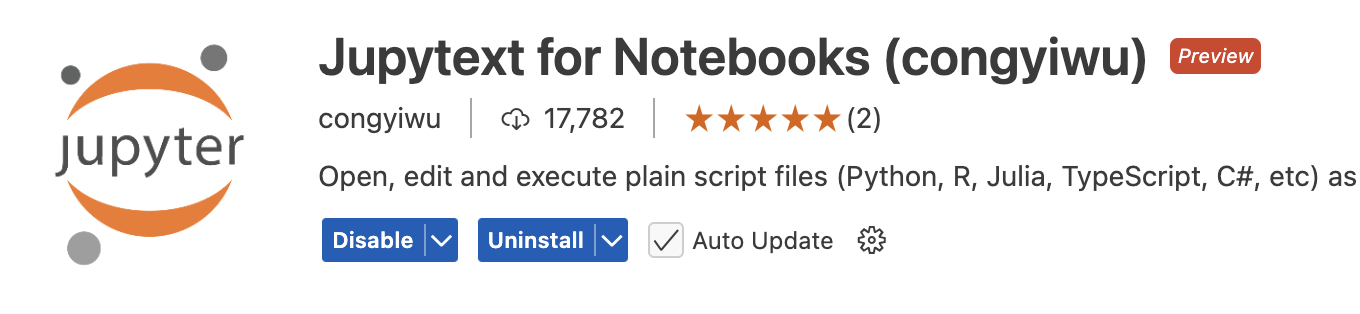 Jupytext for Notebooks (congyiwu) Preview
jupyter
congyiwu 17,782 (2)
Open, edit and execute plain script files (Python, R, Julia, TypeScript, C#, etc) as
Disable Uninstall Auto Update